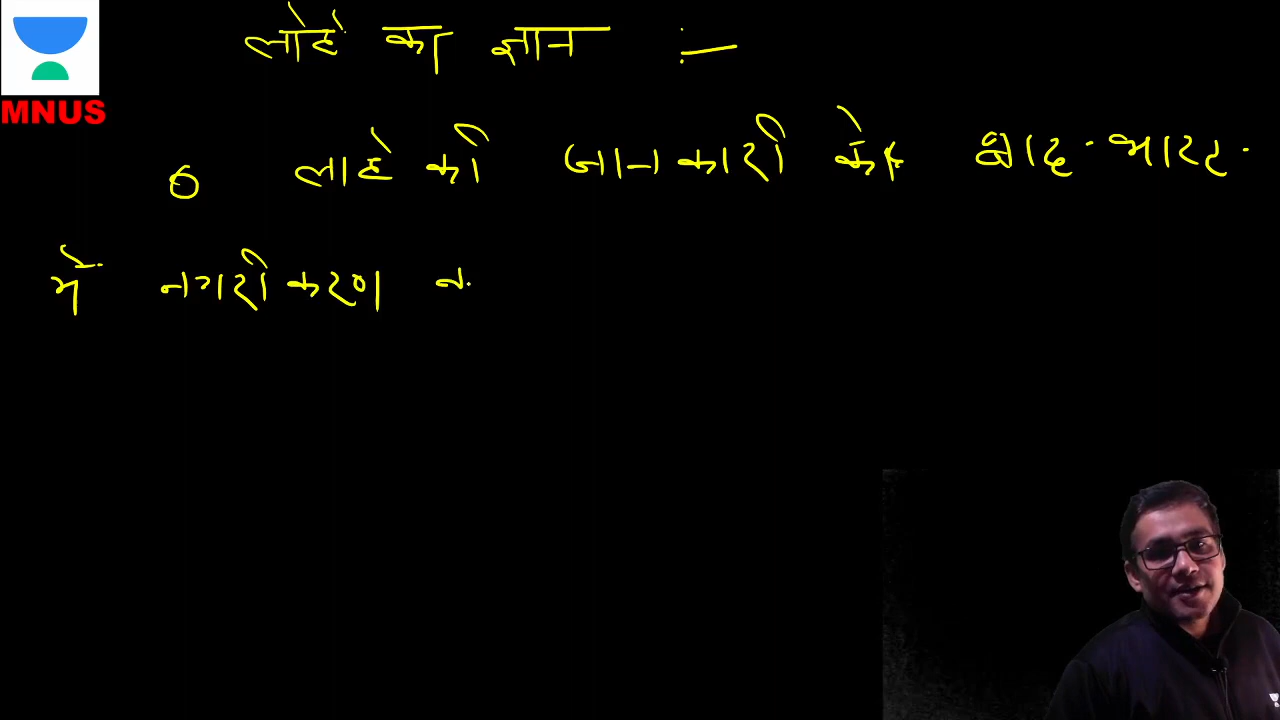 MNUS
लोहे का ज्ञान :-
० लोहे की जानकारी के बाद भारत
में नगरीकरण